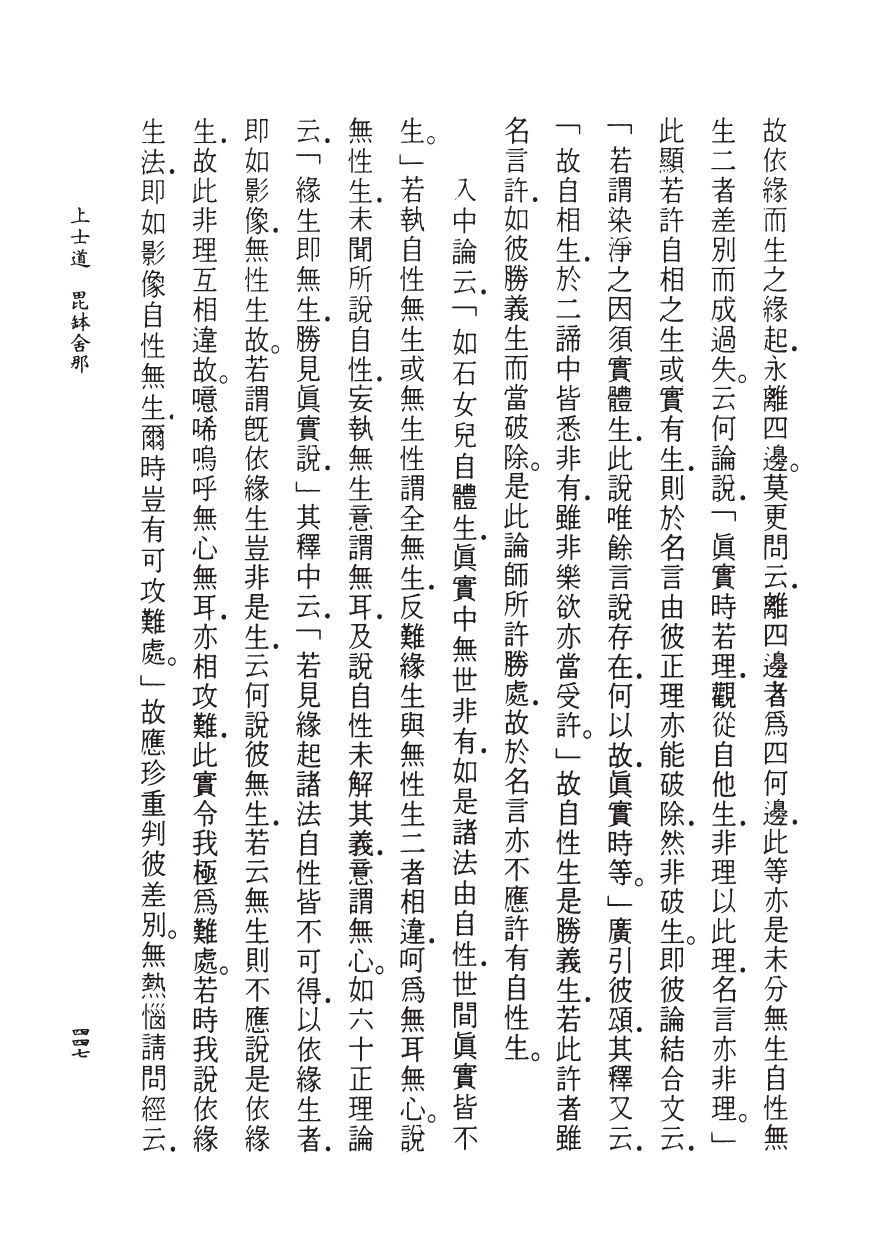 故依緣而生之緣起．永離四邊。莫更問云．離四邊者爲四何邊．此等亦是未分無生自性無
生二者差別而成過失。云何論說．「眞實時若理．觀從自他生．非理以此理．名言亦非理。」
此顯若許自相之生或實有生．則於名言由彼正理亦能破除．然非破生。即彼論結合文云．
「若謂染淨之因須實體生．此說唯餘言說存在．何以故．眞實時等。」廣引彼頌．其釋又云．
「故自相生．於二諦中皆悉非有．雖非樂欲亦當受許。」故自性生是勝義生．若此許者雖
名言許．如彼勝義生而當破除。是此論師所許勝處．故於名言亦不應許有自性生。
入中論云．「如石女兒自體生．眞實中無世非有．如是諸法由自性．世間眞實皆不
生。」若執自性無生或無生性謂全無生．反難緣生與無性生二者相違．呵爲無耳無心。說
無性生．未聞所說自性．妄執無生意謂無耳．及說自性未解其義．意謂無心。如六十正理論
云．「緣生即無生．勝見眞實說．」其釋中云．「若見緣起諸法自性皆不可得．以依緣生者．
即如影像．無性生故。若謂旣依緣生豈非是生．云何說彼無生．若云無生則不應說是依緣
生．故此非理互相違故。噫唏嗚呼無心無耳．亦相攻難．此實令我極爲難處。若時我說依緣
生法．即如影像自性無生．爾時豈有可攻難處。」故應珍重判彼差別。無熱惱請問經云．
上士道　毘缽舍那
四四七